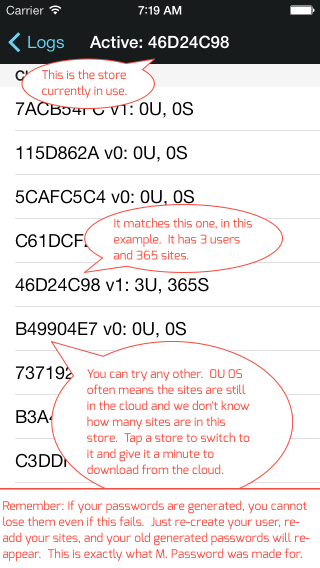 Carrier 7:19 AM
Logs Active: 46D24C98
This is the store
currently in use.
7ACB54FC v1: 0U, 0S
115D862A v0: 0U, 0S
5CAFC5C4 v0: 0U, 0S
It matches this one, in this
example. It has 3 users
and 365 sites.
46D24C98 v1: 3U, 365S
B49904E7 v0: 0U, 0S
You can try any other. 0U 0S
often means the sites are still
in the cloud and we don't know
how many sites are in this
store. Tap a store to switch to
it and give it a minute to
download from the cloud.
Remember: If your passwords are generated, you cannot
lose them even if this fails. Just re-create your user, re-
add your sites, and your old generated passwords will re-
appear. This is exactly what M. Password was made for.